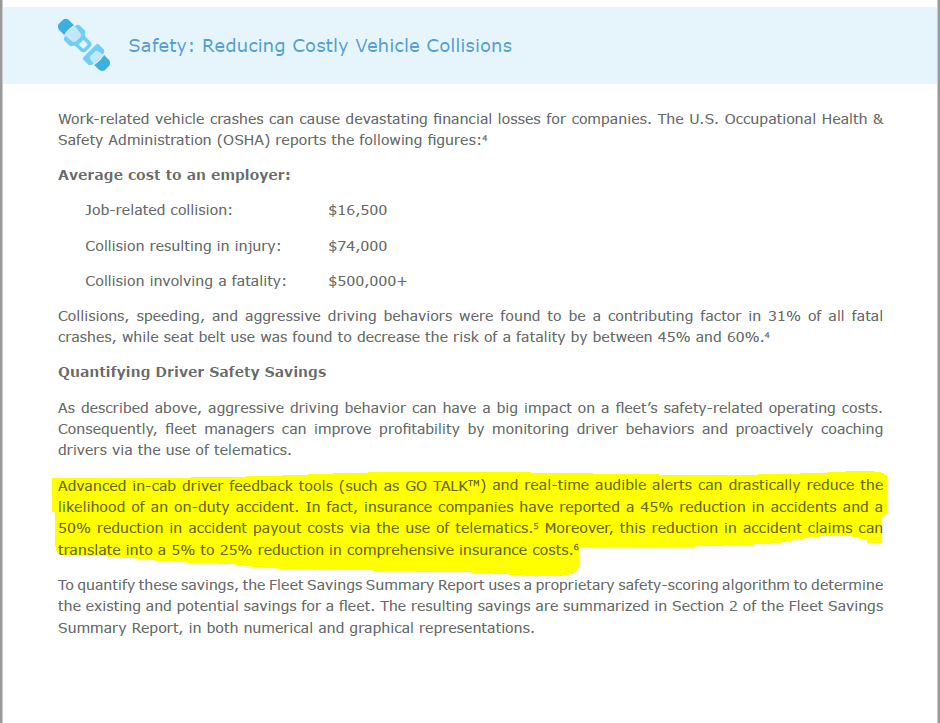 Safety: Reducing Costly Vehicle Collisions
Work-related vehicle crashes can cause devastating financial losses for companies. The U.S. Occupational Health &
Safety Administration (OSHA) reports the following figures:⁴
Average cost to an employer:
Job-related collision: $16,500
Collision resulting in injury: $74,000
Collision involving a fatality: $500,000+
Collisions, speeding, and aggressive driving behaviors were found to be a contributing factor in 31% of all fatal
crashes, while seat belt use was found to decrease the risk of a fatality by between 45% and 60%.⁴
Quantifying Driver Safety Savings
As described above, aggressive driving behavior can have a big impact on a fleet’s safety-related operating costs.
Consequently, fleet managers can improve profitability by monitoring driver behaviors and proactively coaching
drivers via the use of telematics.
Advanced in-cab driver feedback tools (such as GO TALK™) and real-time audible alerts can drastically reduce the
likelihood of an on-duty accident. In fact, insurance companies have reported a 45% reduction in accidents and a
50% reduction in accident payout costs via the use of telematics.⁵ Moreover, this reduction in accident claims can
translate into a 5% to 25% reduction in comprehensive insurance costs.⁶
To quantify these savings, the Fleet Savings Summary Report uses a proprietary safety-scoring algorithm to determine
the existing and potential savings for a fleet. The resulting savings are summarized in Section 2 of the Fleet Savings
Summary Report, in both numerical and graphical representations.